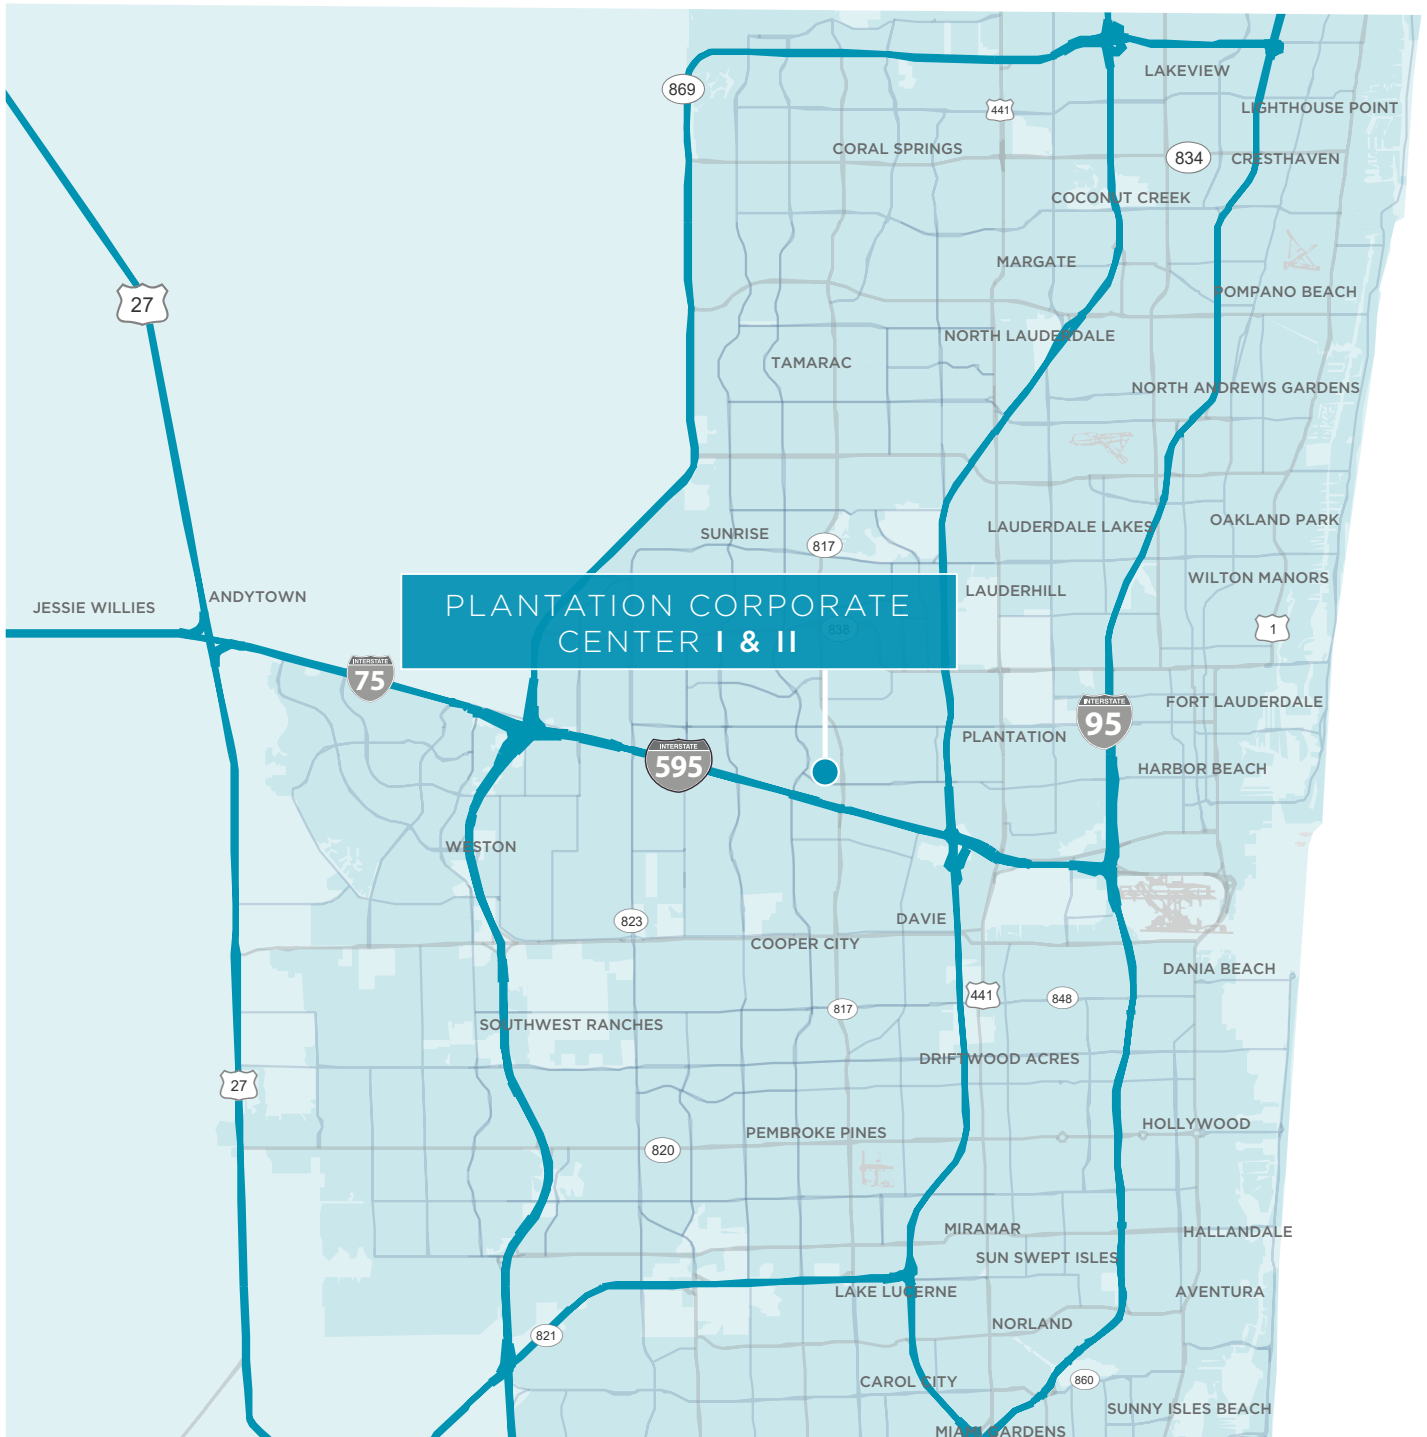 LAKEVIEW
869
441
LIGHTHOUSE POINT
CORAL SPRINGS
834
CRESTHAVEN
COCONUT CREEK
MARGATE
27
POMPANO BEACH
NORTH LAUDERDALE
TAMARAC
NORTH ANDREWS GARDENS
SUNRISE
817
LAUDERDALE LAKES
OAKLAND PARK
WILTON MANORS
JESSIE WILLIES
ANDYTOWN
LAUDERHILL
PLANTATION CORPORATE
CENTER I & II
838
1
INTERSTATE
75
FORT LAUDERDALE
INTERSTATE
95
PLANTATION
INTERSTATE
595
HARBOR BEACH
WESTON
823
DAVIE
COOPER CITY
DANIA BEACH
441
848
817
SOUTHWEST RANCHES
DRIFTWOOD ACRES
27
HOLLYWOOD
PEMBROKE PINES
820
MIRAMAR
HALLANDALE
SUN SWEPT ISLES
LAKE LUCERNE
AVENTURA
NORLAND
821
CAROL CITY
860
SUNNY ISLES BEACH
MIAMI GARDENS